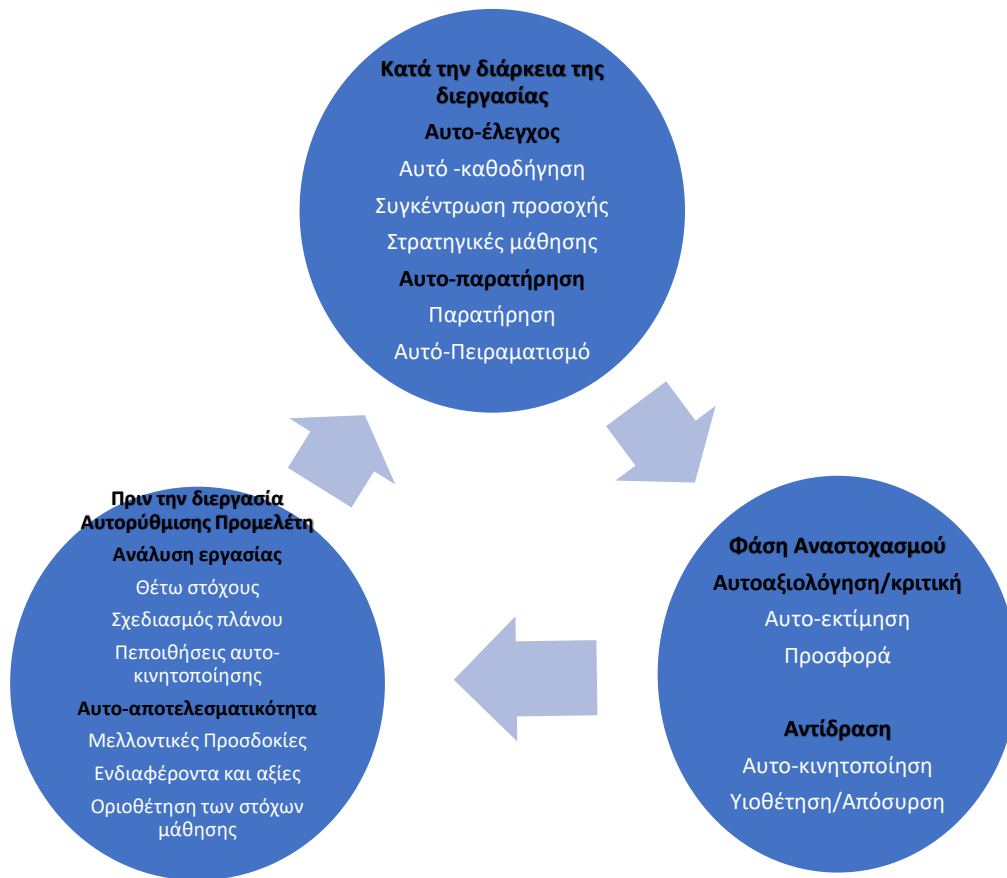 Κατά την διάρκεια της
διεργασίας
Αυτο-έλεγχος
Αυτό -καθοδήγηση
Συγκέντρωση προσοχής
Στρατηγικές μάθησης
Αυτο-παρατήρηση
Παρατήρηση
Αυτό-Πειραματισμό
Πριν την διεργασία
Αυτορύθμισης Προμελέτη
Ανάλυση εργασίας
Θέτω στόχους
Σχεδιασμός πλάνου
Πεποιθήσεις αυτο-
κινητοποίησης
Αυτο-αποτελεσματικότητα
Μελλοντικές Προσδοκίες
Ενδιαφέροντα και αξίες
Οριοθέτηση των στόχων
μάθησης
Φάση Αναστοχασμού
Αυτοαξιολόγηση/κριτική
Αυτο-εκτίμηση
Προσφορά
Αντίδραση
Αυτο-κινητοποίηση
Υιοθέτηση/Απόσυρση